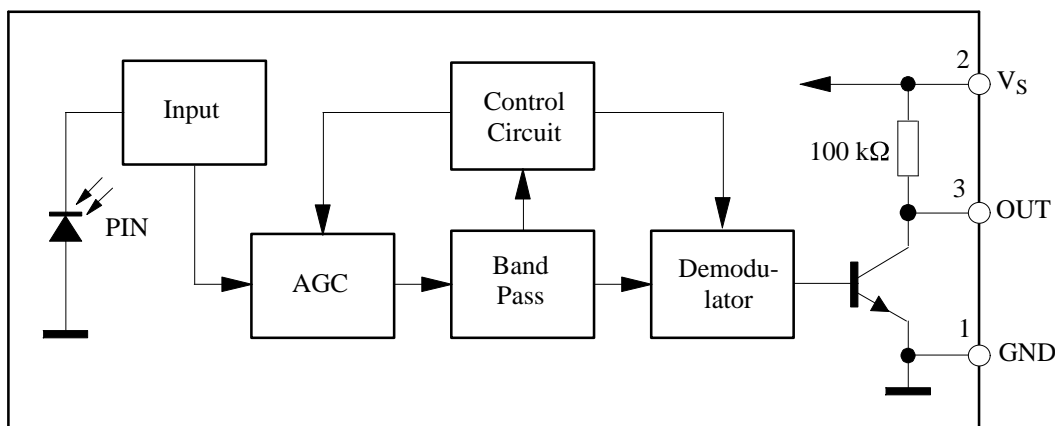 Input
PIN
AGC
Control
Circuit
Band
Pass
Demodu-
lator
2
V_S
100 kΩ
3
OUT
1
GND